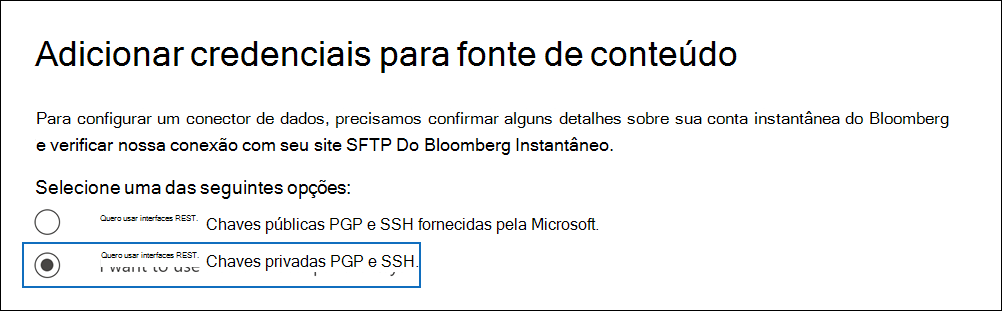 Adicionar credenciais para fonte de conteúdo
Para configurar um conector de dados, precisamos confirmar alguns detalhes sobre sua conta instantânea do Bloomberg
e verificar nossa conexão com seu site SFTP Do Bloomberg Instantâneo.
Selecione uma das seguintes opções:
Quero usar interfaces REST. Chaves públicas PGP e SSH fornecidas pela Microsoft.
Quero usar interfaces REST. Chaves privadas PGP e SSH.
I want to use